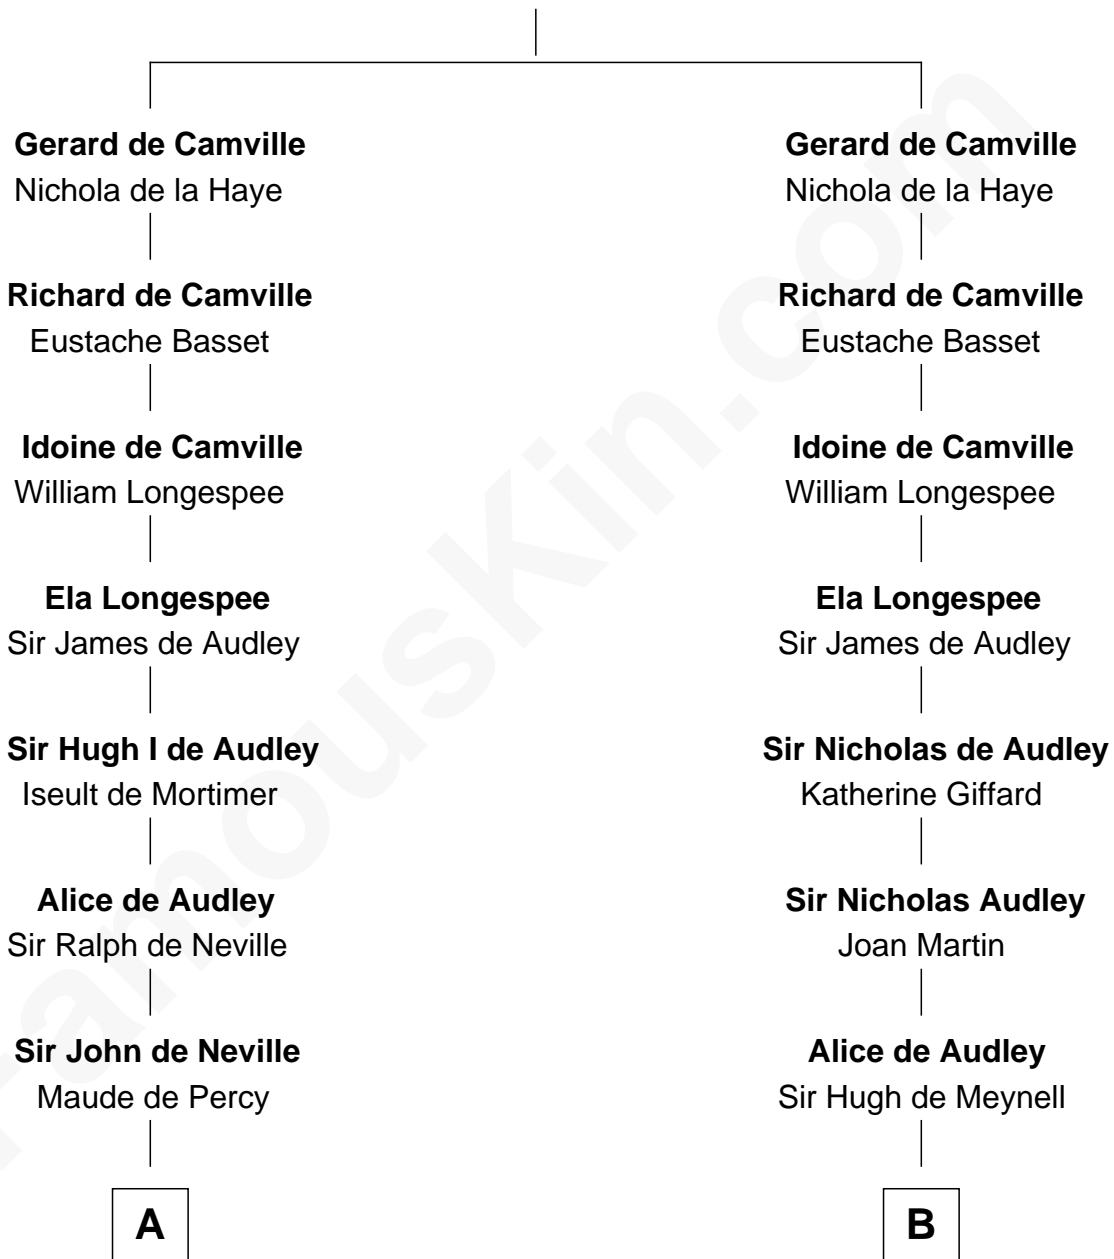 Gerard de Camville
Nichola de la Haye
Richard de Camville
Eustache Basset
Idoine de Camville
William Longespee
Ela Longespee
Sir James de Audley
Sir Hugh I de Audley
Iseult de Mortimer
Alice de Audley
Sir Ralph de Neville
Sir John de Neville
Maude de Percy
A
Gerard de Camville
Nichola de la Haye
Richard de Camville
Eustache Basset
Idoine de Camville
William Longespee
Ela Longespee
Sir James de Audley
Sir Nicholas de Audley
Katherine Giffard
Sir Nicholas Audley
Joan Martin
Alice de Audley
Sir Hugh de Meynell
B
FamousKin.com